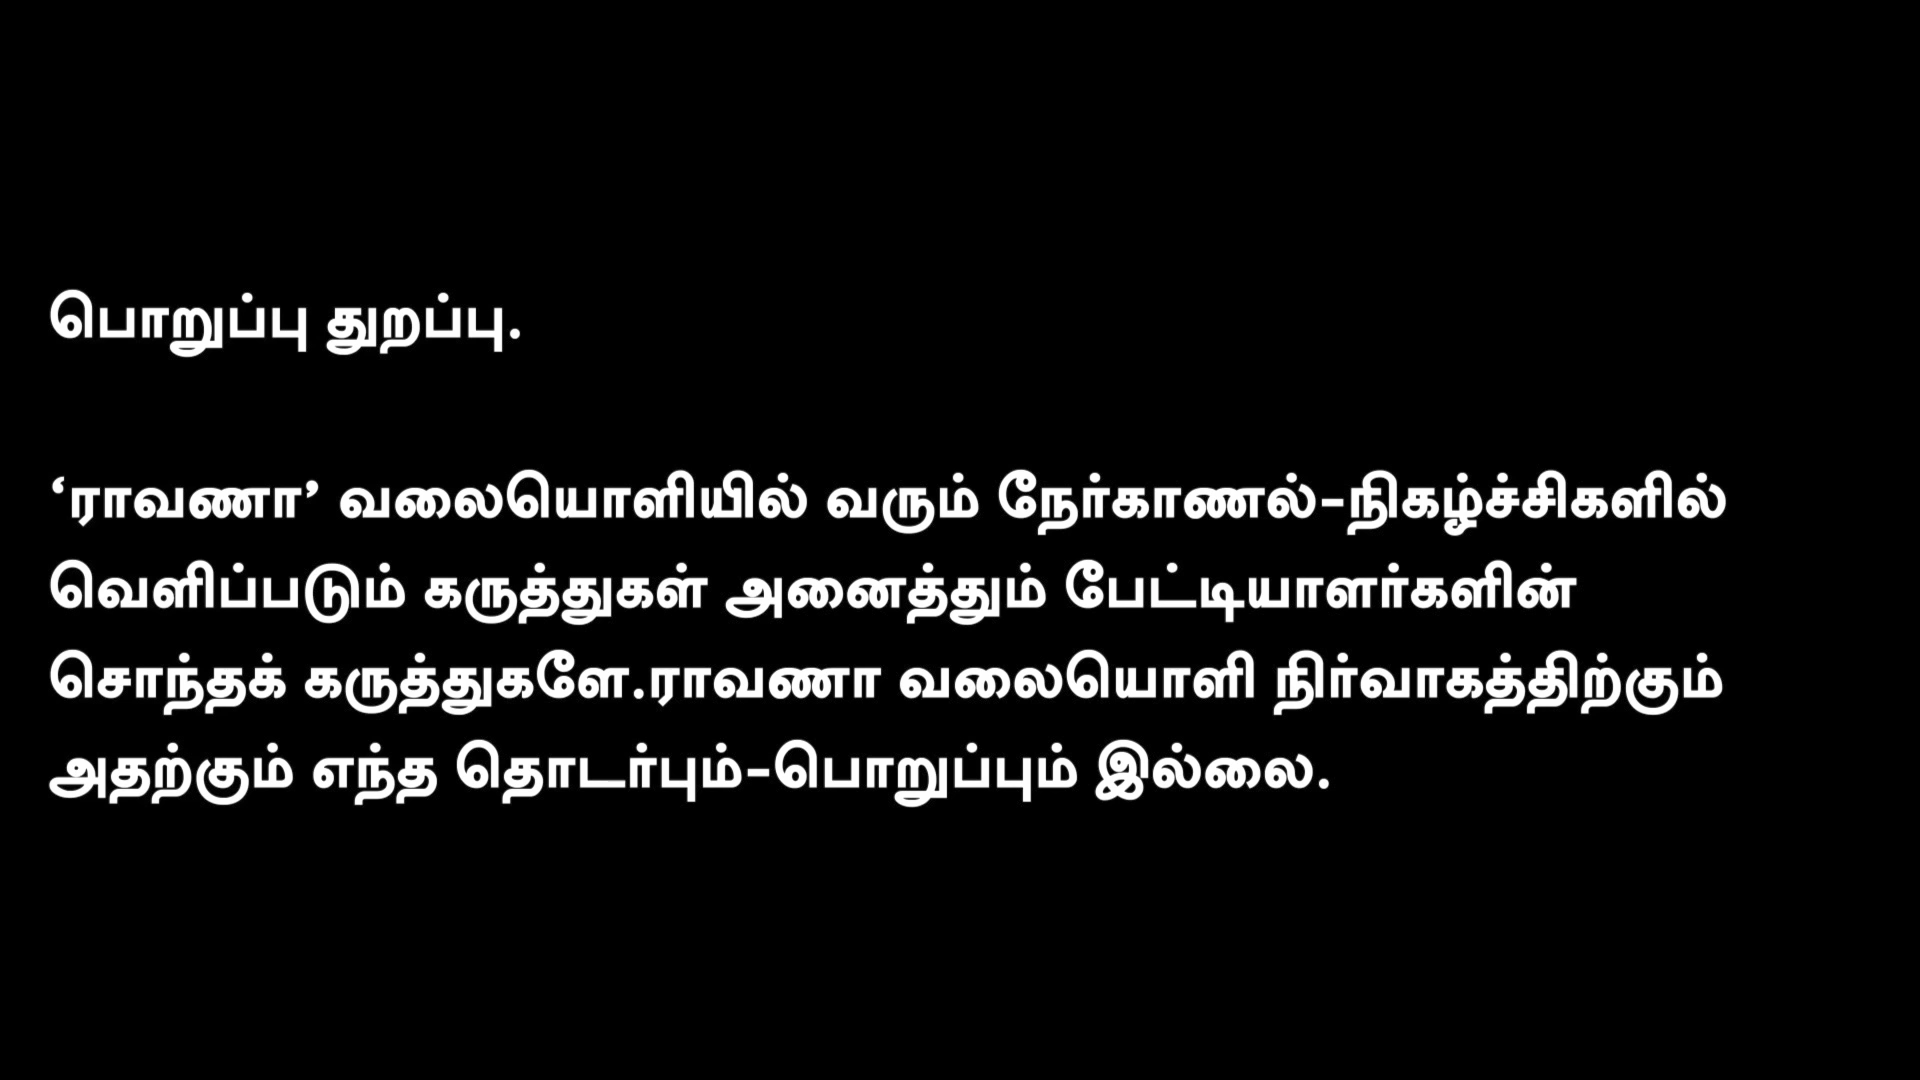 பொறுப்பு துறப்பு.
‘ராவணா’ வலையொளியில் வரும் நேர்காணல்-நிகழ்ச்சிகளில்
வெளிப்படும் கருத்துகள் அனைத்தும் பேட்டியாளர்களின்
சொந்தக் கருத்துகளே.ராவணா வலையொளி நிர்வாகத்திற்கும்
அதற்கும் எந்த தொடர்பும்-பொறுப்பும் இல்லை.